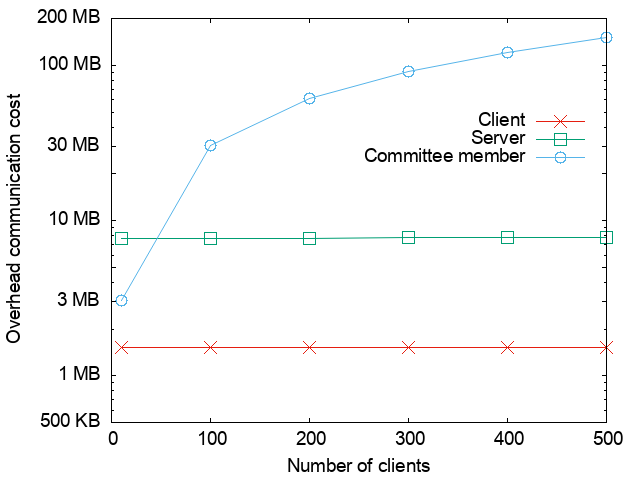 200 MB
100 MB
30 MB
10 MB
3 MB
1 MB
500 KB
Overhead communication cost
Client
Server
Committee member
0 100 200 300 400 500
Number of clients